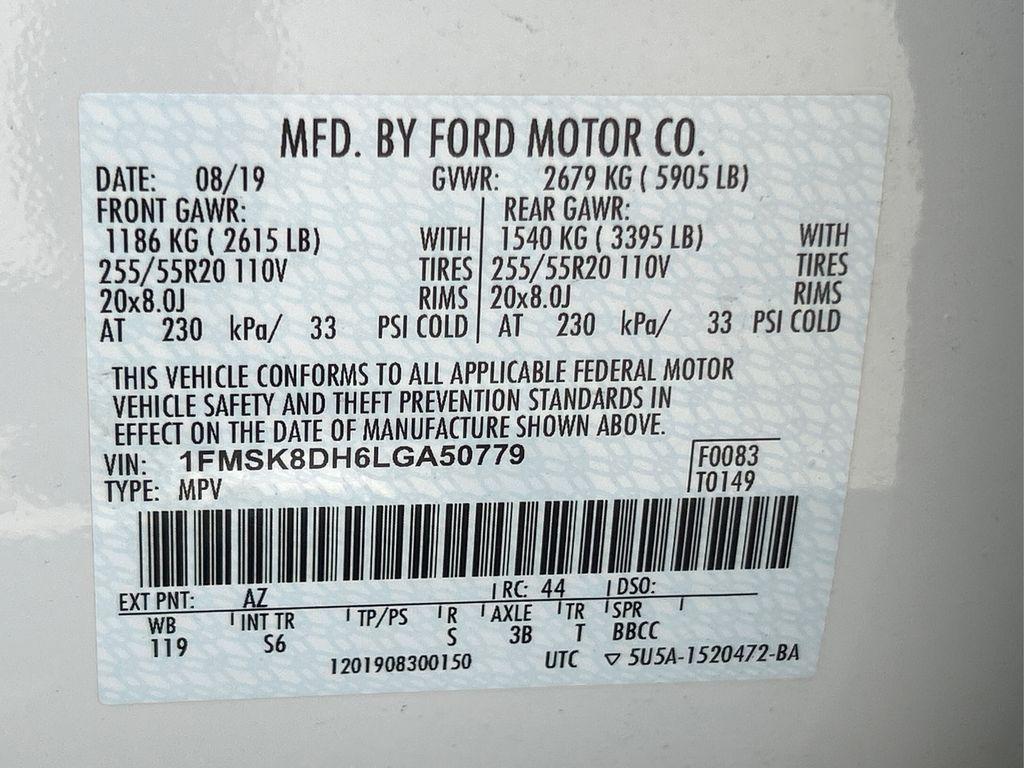 MFD. BY FORD MOTOR CO.
DATE: 08/19 GVWR: 2679 KG ( 5905 LB)
FRONT GAWR: REAR GAWR:
1186 KG ( 2615 LB) WITH 1540 KG ( 3395 LB) WITH
255/55R20 110V TIRES 255/55R20 110V TIRES
20x8.0J RIMS 20x8.0J RIMS
AT 230 kPa/ 33 PSI COLD AT 230 kPa/ 33 PSI COLD
THIS VEHICLE CONFORMS TO ALL APPLICABLE FEDERAL MOTOR
VEHICLE SAFETY AND THEFT PREVENTION STANDARDS IN
EFFECT ON THE DATE OF MANUFACTURE SHOWN ABOVE.
VIN: 1FMSK8DH6LGA50779 F0083
TYPE: MPV T0149
EXT PNT: AZ RC: 44 DSO:
WB INT TR TP/PS R AXLE TR SPR
119 S6 S 3B T BBCC
1201908300150 UTC ▽ 5U5A-1520472-BA